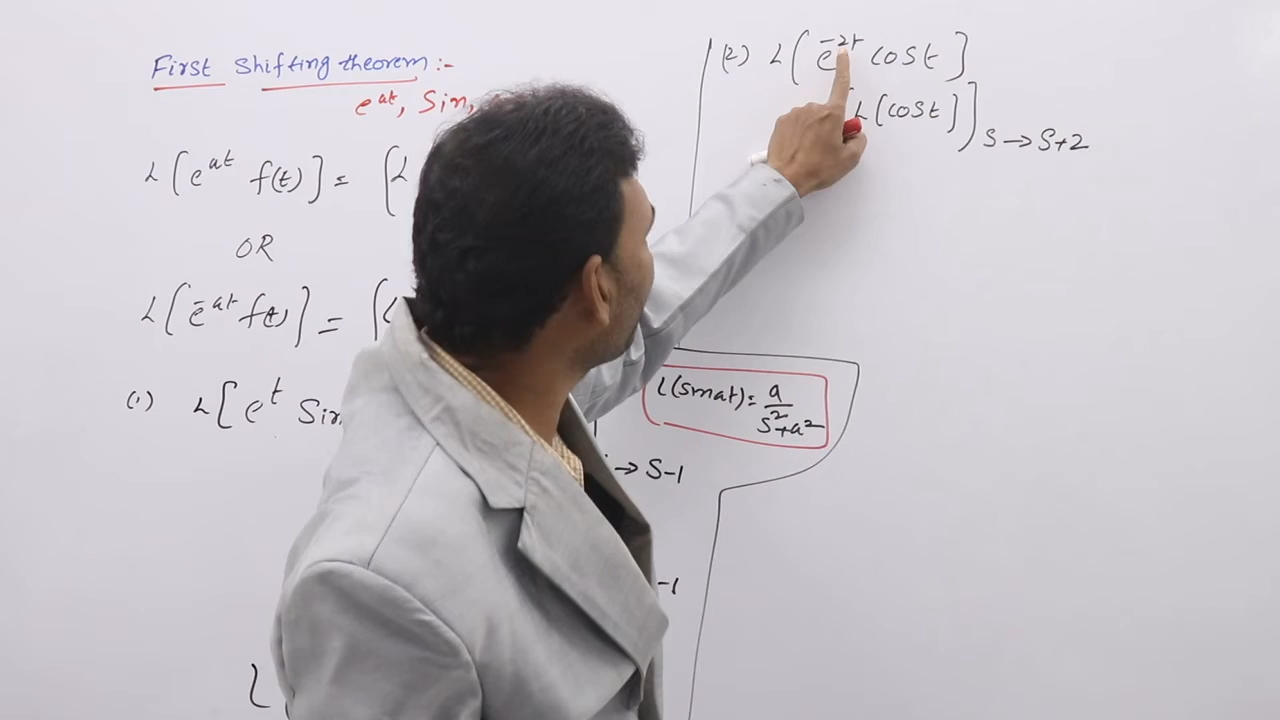 First Shifting theorem :-
e^at, Sin,
L[e^at f(t)] = [L
OR
L[e^-at f(t)] = [L
(1) L[e^t Sin
→ S-1
-1
L
(2) L[e^-2t cost]
L(cost)] S→S+2
L(sinat) = a/s²+a²